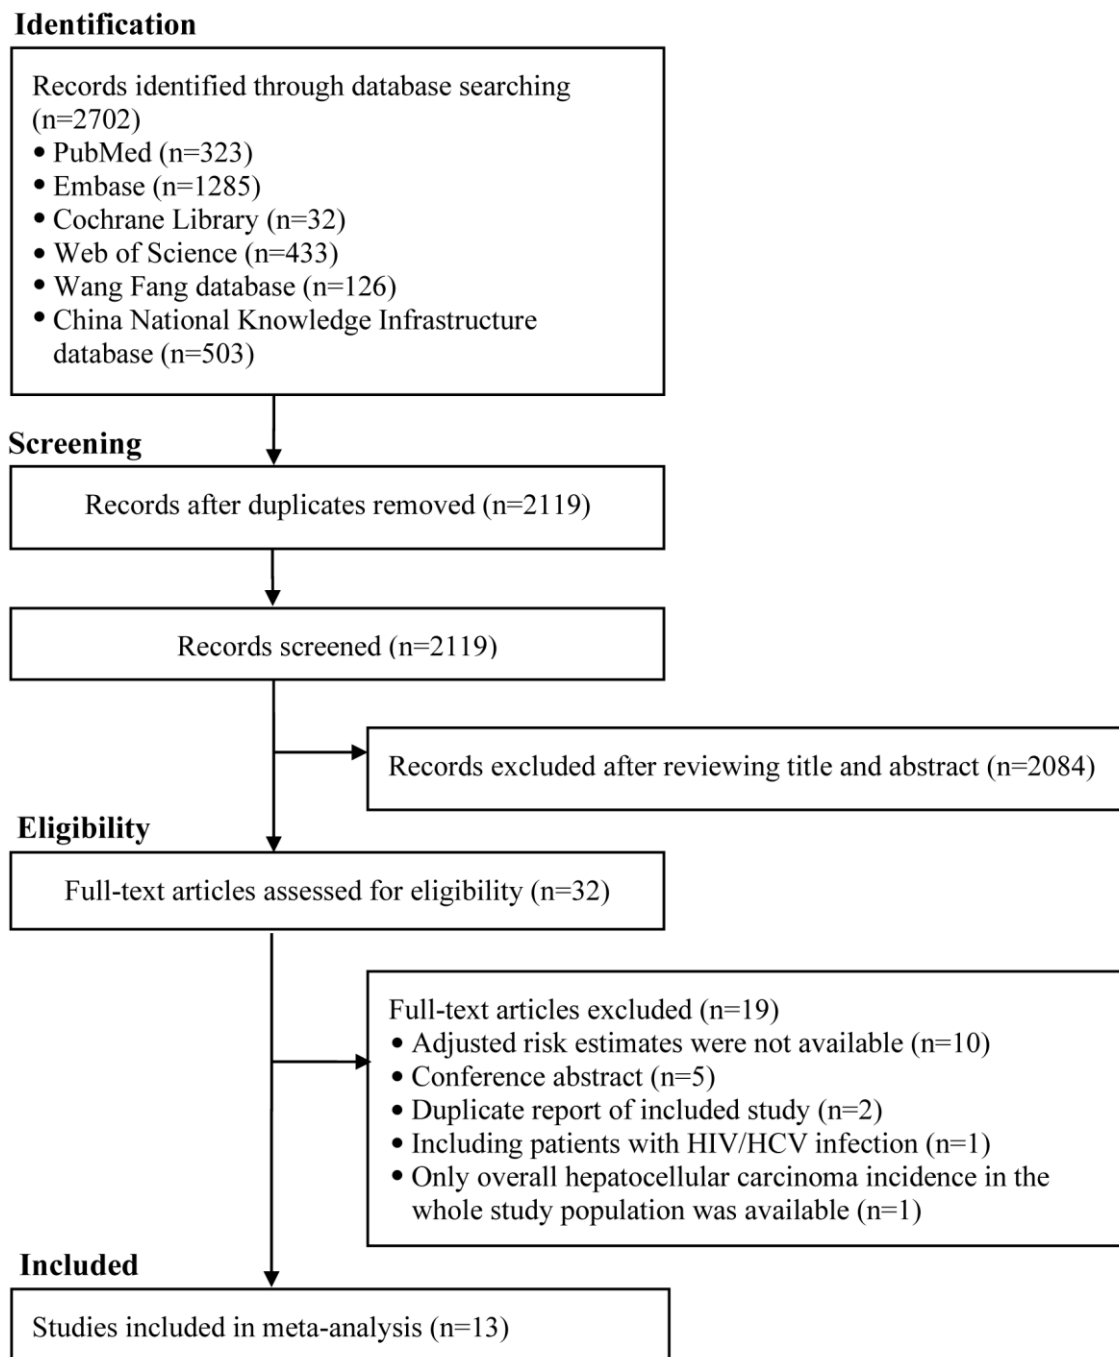 Identification
Records identified through database searching
(n=2702)
• PubMed (n=323)
• Embase (n=1285)
• Cochrane Library (n=32)
• Web of Science (n=433)
• Wang Fang database (n=126)
• China National Knowledge Infrastructure
database (n=503)
Screening
Records after duplicates removed (n=2119)
Records screened (n=2119)
Records excluded after reviewing title and abstract (n=2084)
Eligibility
Full-text articles assessed for eligibility (n=32)
Full-text articles excluded (n=19)
• Adjusted risk estimates were not available (n=10)
• Conference abstract (n=5)
• Duplicate report of included study (n=2)
• Including patients with HIV/HCV infection (n=1)
• Only overall hepatocellular carcinoma incidence in the
whole study population was available (n=1)
Included
Studies included in meta-analysis (n=13)